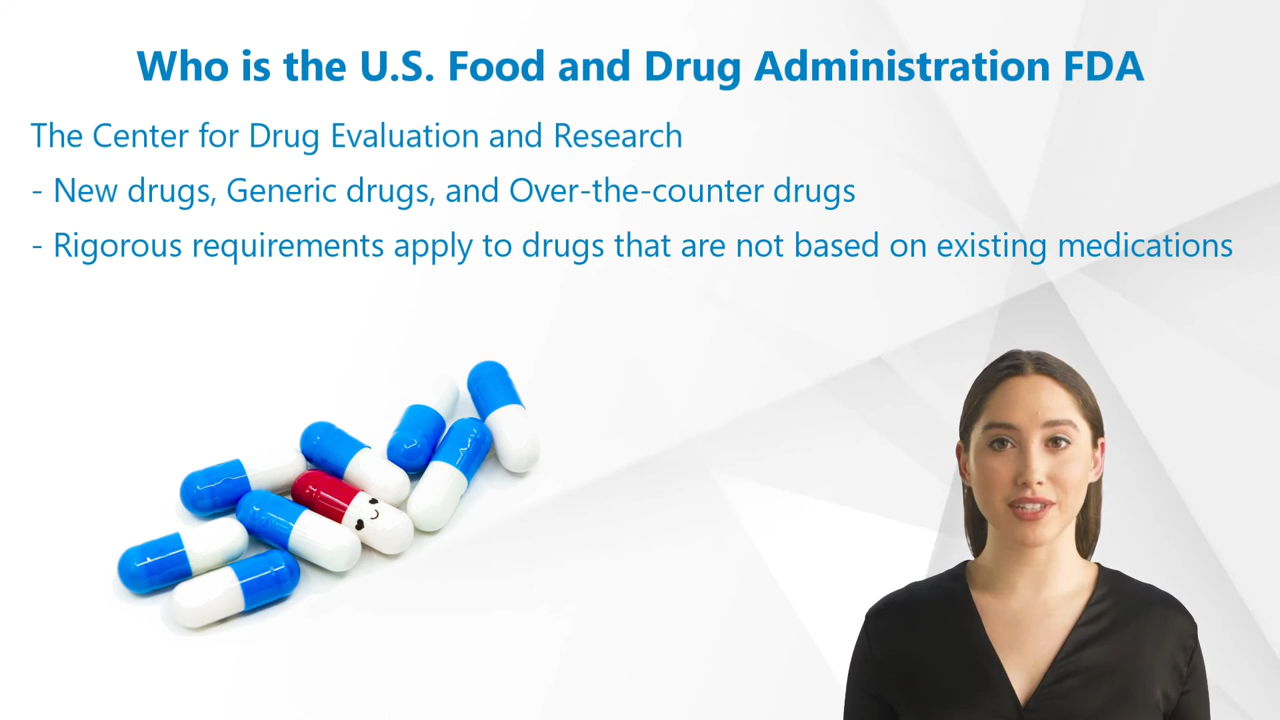 Who is the U.S. Food and Drug Administration FDA
The Center for Drug Evaluation and Research
- New drugs, Generic drugs, and Over-the-counter drugs
- Rigorous requirements apply to drugs that are not based on existing medications